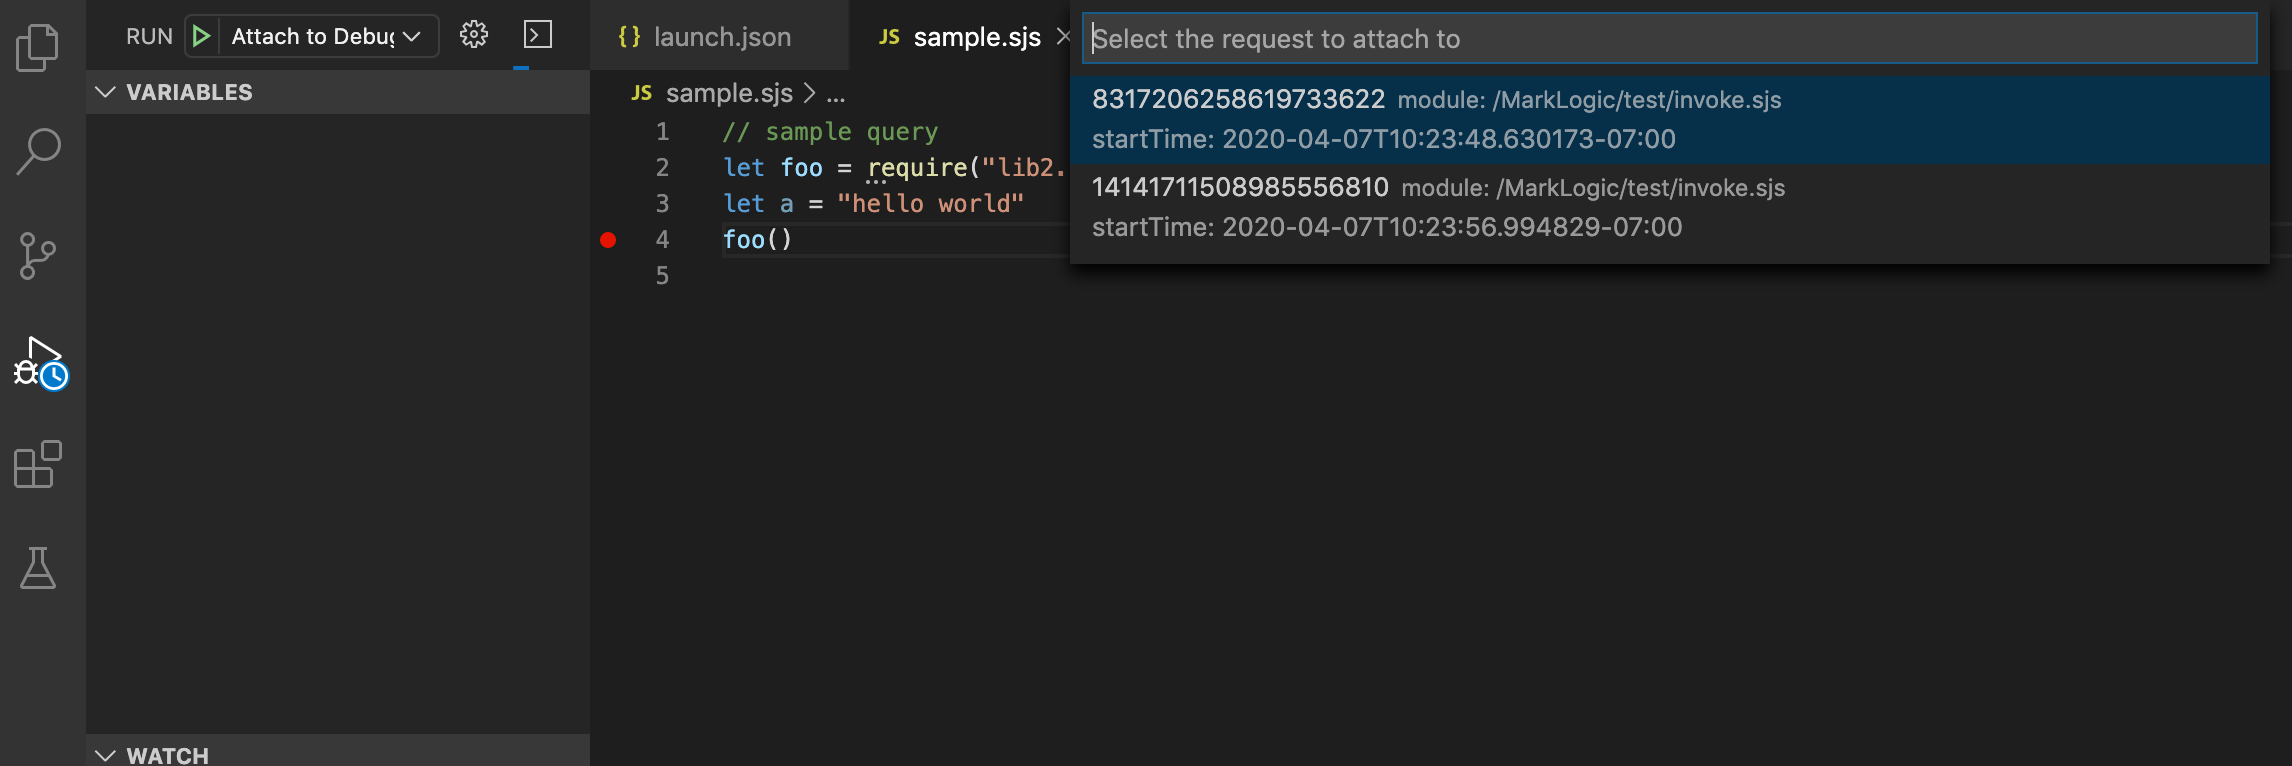 RUN Attach to Debug
{} launch.json
JS sample.sjs
VARIABLES
JS sample.sjs > ...
1 // sample query
2 let foo = require("lib2.
3 let a = "hello world"
4 foo()
5
Select the request to attach to
8317206258619733622 module: /MarkLogic/test/invoke.sjs
startTime: 2020-04-07T10:23:48.630173-07:00
14141711508985556810 module: /MarkLogic/test/invoke.sjs
startTime: 2020-04-07T10:23:56.994829-07:00
WATCH